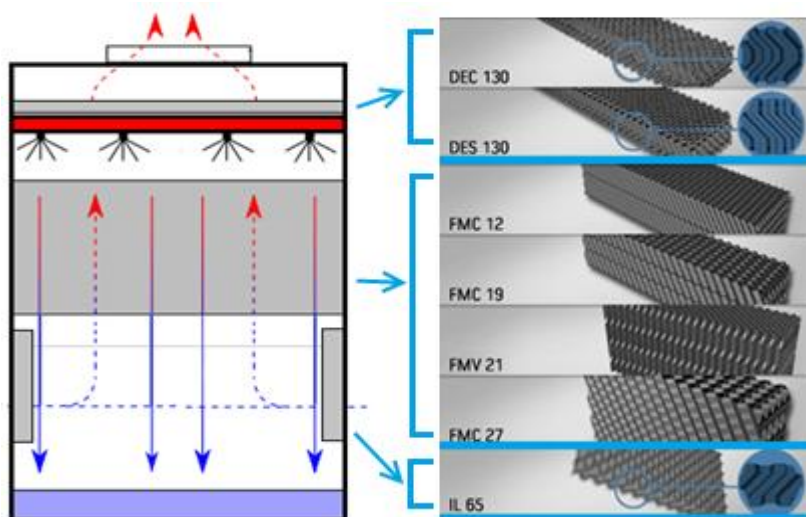 DEC 130
DES 130
FMC 12
FMC 19
FMV 21
FMC 27
IL 65